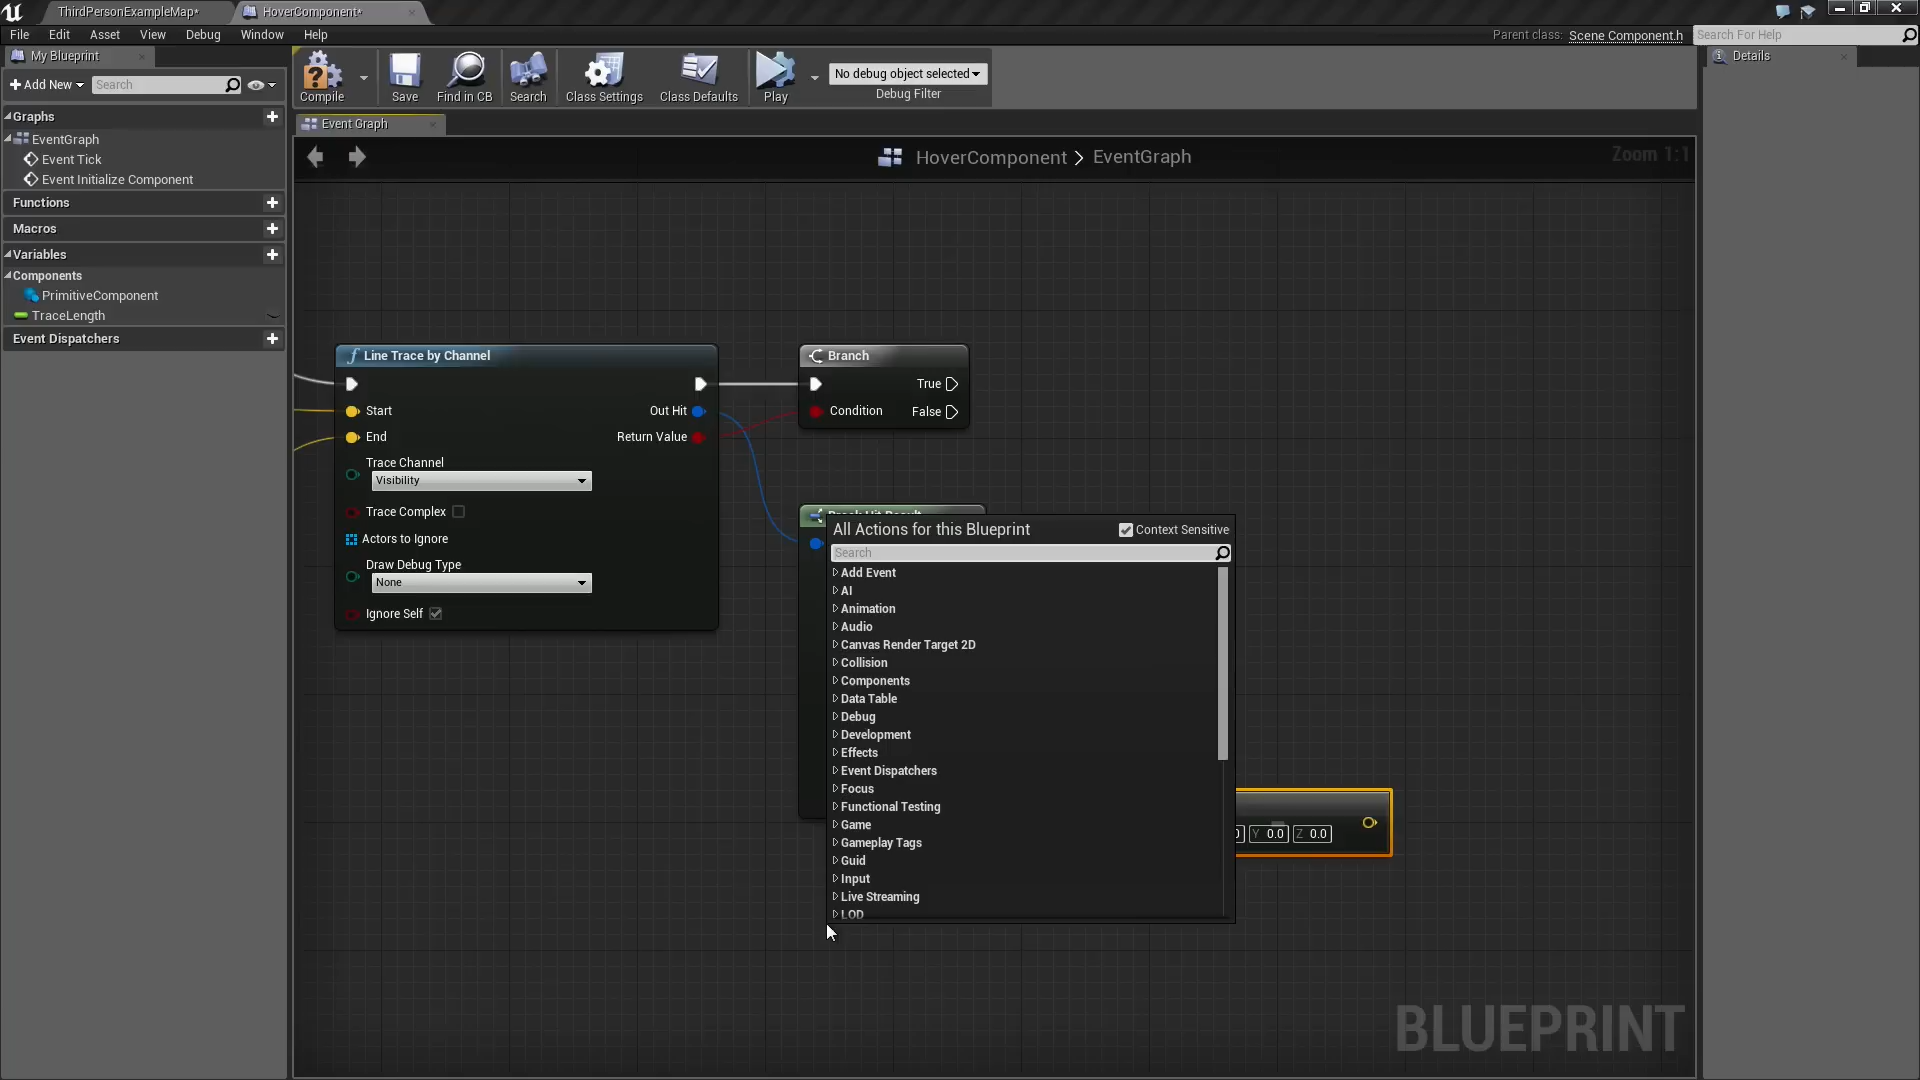 ThirdPersonExampleMap*
HoverComponent*
File Edit Asset View Debug Window Help
Parent class: Scene Component.h
Search For Help
My Blueprint
Details
Add New
Search
Compile
Save
Find in CB
Search
Class Settings
Class Defaults
Play
No debug object selected
Debug Filter
Graphs
EventGraph
Event Tick
Event Initialize Component
Functions
Macros
Variables
Components
PrimitiveComponent
TraceLength
Event Dispatchers
Event Graph
HoverComponent > EventGraph
Zoom 1:1
Line Trace by Channel
Start
End
Out Hit
Return Value
Trace Channel
Visibility
Trace Complex
Actors to Ignore
Draw Debug Type
None
Ignore Self
Branch
True
Condition
False
Break Hit Result
All Actions for this Blueprint
Context Sensitive
Search
Add Event
AI
Animation
Audio
Canvas Render Target 2D
Collision
Components
Data Table
Debug
Development
Effects
Event Dispatchers
Focus
Functional Testing
Game
Gameplay Tags
Guid
Input
Live Streaming
LOD
Y 0.0 Z 0.0
BLUEPRINT